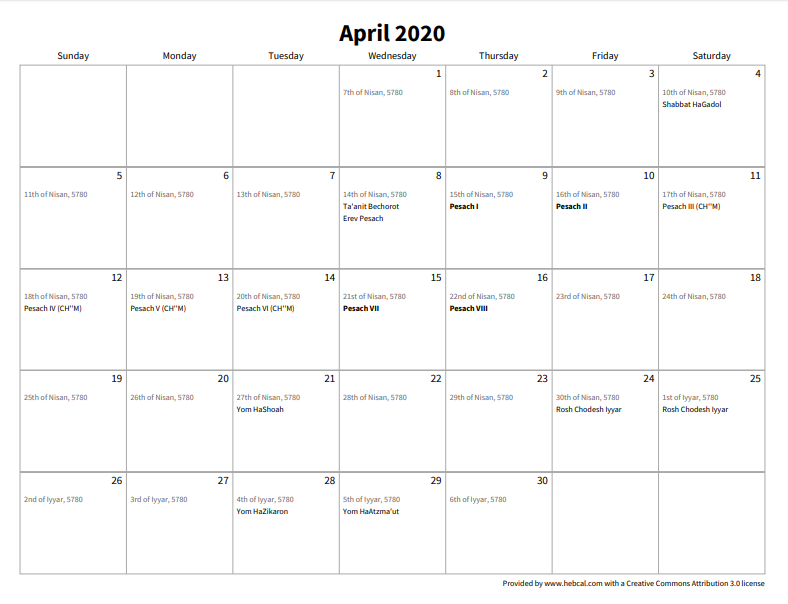 April 2020
Sunday Monday Tuesday Wednesday Thursday Friday Saturday
1 2 3 4
7th of Nisan, 5780 8th of Nisan, 5780 9th of Nisan, 5780 10th of Nisan, 5780
Shabbat HaGadol
5 6 7 8 9 10 11
11th of Nisan, 5780 12th of Nisan, 5780 13th of Nisan, 5780 14th of Nisan, 5780 15th of Nisan, 5780 16th of Nisan, 5780 17th of Nisan, 5780
Ta'anit Bechorot Pesach I Pesach II Pesach III (CH"M)
Erev Pesach
12 13 14 15 16 17 18
18th of Nisan, 5780 19th of Nisan, 5780 20th of Nisan, 5780 21st of Nisan, 5780 22nd of Nisan, 5780 23rd of Nisan, 5780 24th of Nisan, 5780
Pesach IV (CH"M) Pesach V (CH"M) Pesach VI (CH"M) Pesach VII Pesach VIII
19 20 21 22 23 24 25
25th of Nisan, 5780 26th of Nisan, 5780 27th of Nisan, 5780 28th of Nisan, 5780 29th of Nisan, 5780 30th of Nisan, 5780 1st of Iyyar, 5780
Yom HaShoah Rosh Chodesh Iyyar Rosh Chodesh Iyyar
26 27 28 29 30
2nd of Iyyar, 5780 3rd of Iyyar, 5780 4th of Iyyar, 5780 5th of Iyyar, 5780 6th of Iyyar, 5780
Yom HaZikaron Yom HaAtzma'ut
Provided by www.hebcal.com with a Creative Commons Attribution 3.0 license